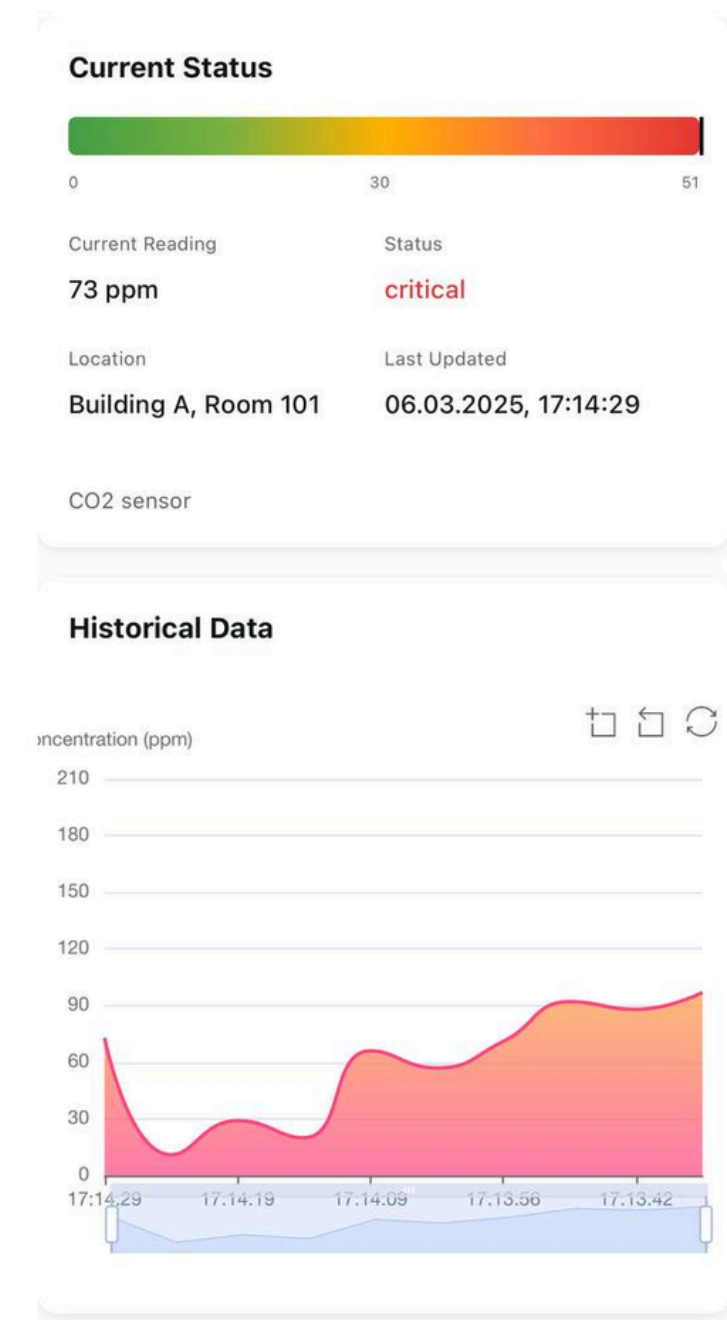 Current Status
0 30 51
Current Reading Status
73 ppm critical
Location Last Updated
Building A, Room 101 06.03.2025, 17:14:29
CO2 sensor
Historical Data
oncentration (ppm)
210
180
150
120
90
60
30
0
17:14.29 17.14.19 17.14.09 17.13.56 17.13.42